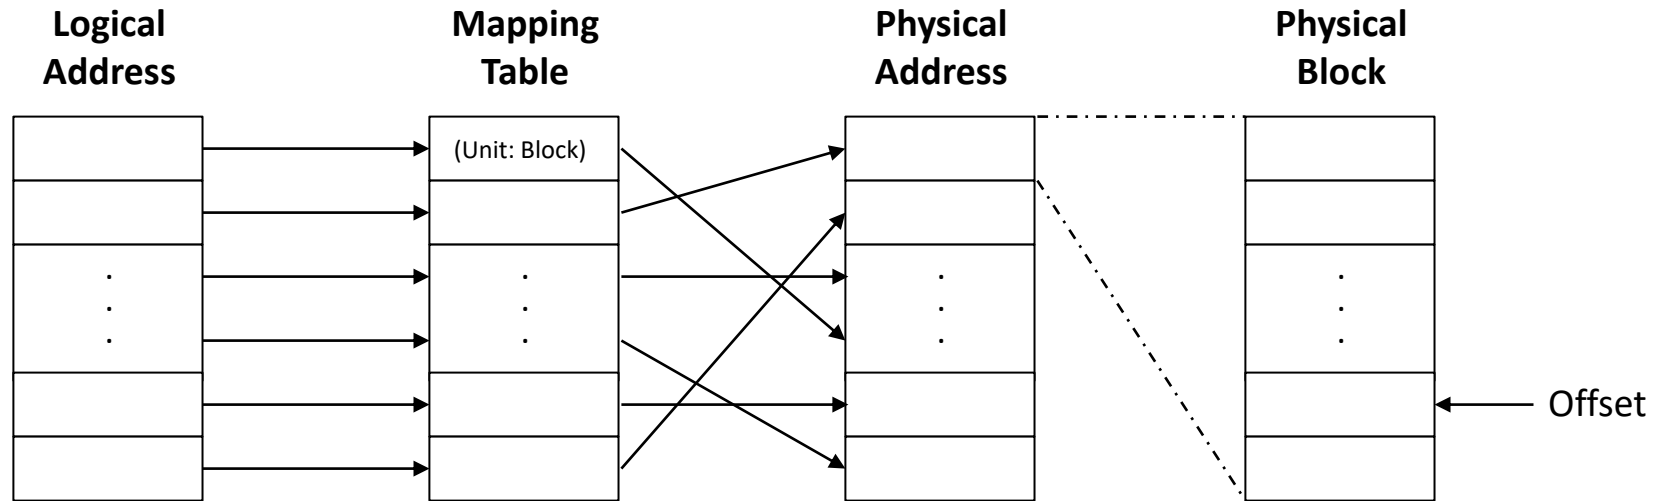 Logical
Address
Mapping
Table
Physical
Address
Physical
Block
(Unit: Block)
.
.
.
.
.
.
.
.
.
.
.
.
Offset